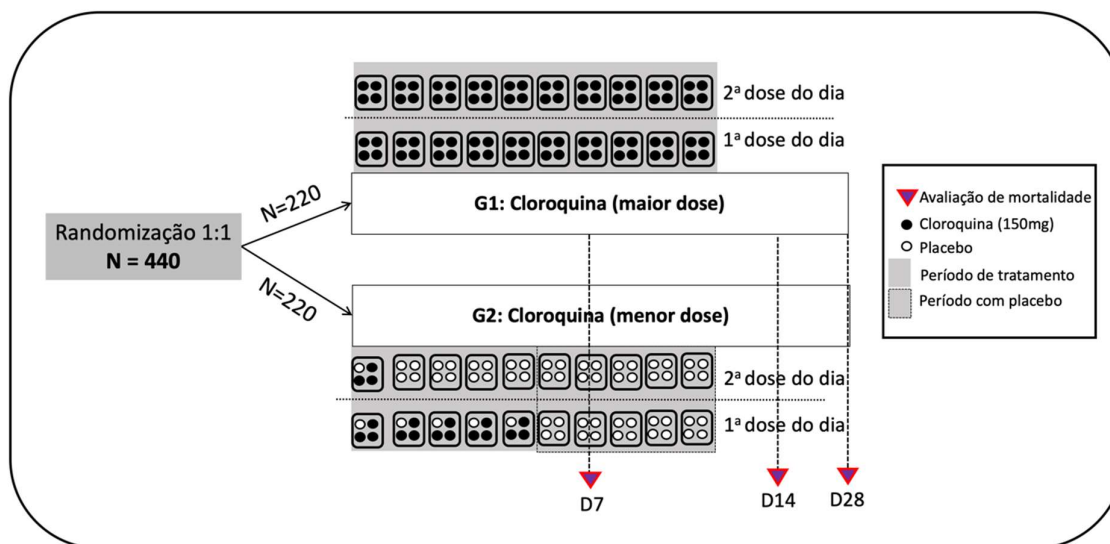 2ª dose do dia
1ª dose do dia
Randomização 1:1
N = 440
N=220
N=220
G1: Cloroquina (maior dose)
G2: Cloroquina (menor dose)
2ª dose do dia
1ª dose do dia
D7
D14
D28
Avaliação de mortalidade
Cloroquina (150mg)
Placebo
Período de tratamento
Período com placebo